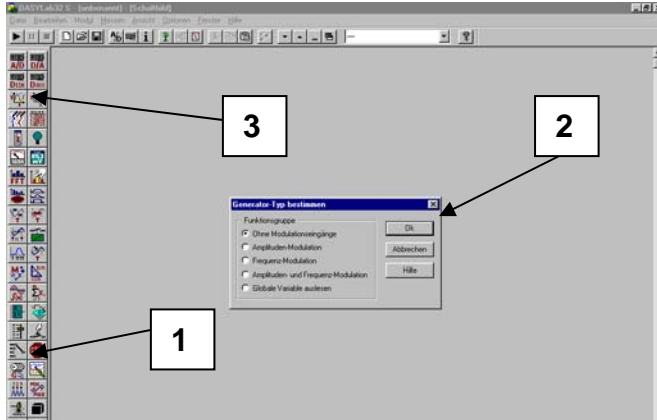 DASYLab32 S - [unbenannt] - [Schaltbild]
Datei Bearbeiten Modul Messen Ansicht Optionen Fenster Hilfe
A/D D/A
3
2
Generator-Typ bestimmen
Funktionsgruppe
Ohne Modulationseingänge
Amplituden-Modulation
Frequenz-Modulation
Amplituden- und Frequenz-Modulation
Globale Variable auslesen
Ok
Abbrechen
Hilfe
1